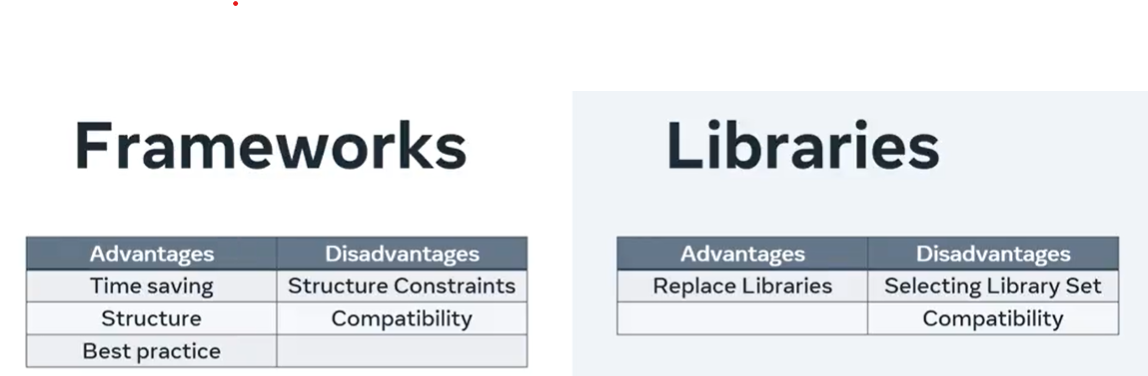 Frameworks
Advantages Disadvantages
Time saving Structure Constraints
Structure Compatibility
Best practice
Libraries
Advantages Disadvantages
Replace Libraries Selecting Library Set
Compatibility